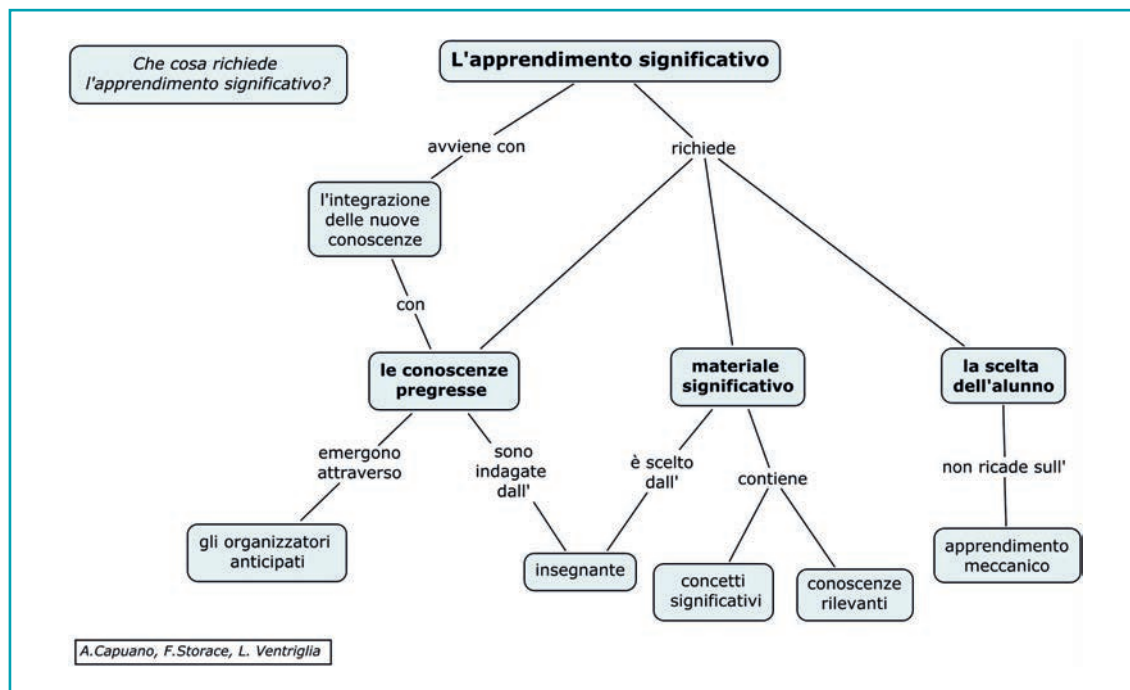 Che cosa richiede
l'apprendimento significativo?
L'apprendimento significativo
avviene con
richiede
l'integrazione
delle nuove
conoscenze
con
le conoscenze
pregresse
materiale
significativo
la scelta
dell'alunno
emergono
attraverso
sono
indagate
dall'
è scelto
dall'
contiene
non ricade sull'
gli organizzatori
anticipati
insegnante
concetti
significativi
conoscenze
rilevanti
apprendimento
meccanico
A.Capuano, F.Storace, L. Ventriglia